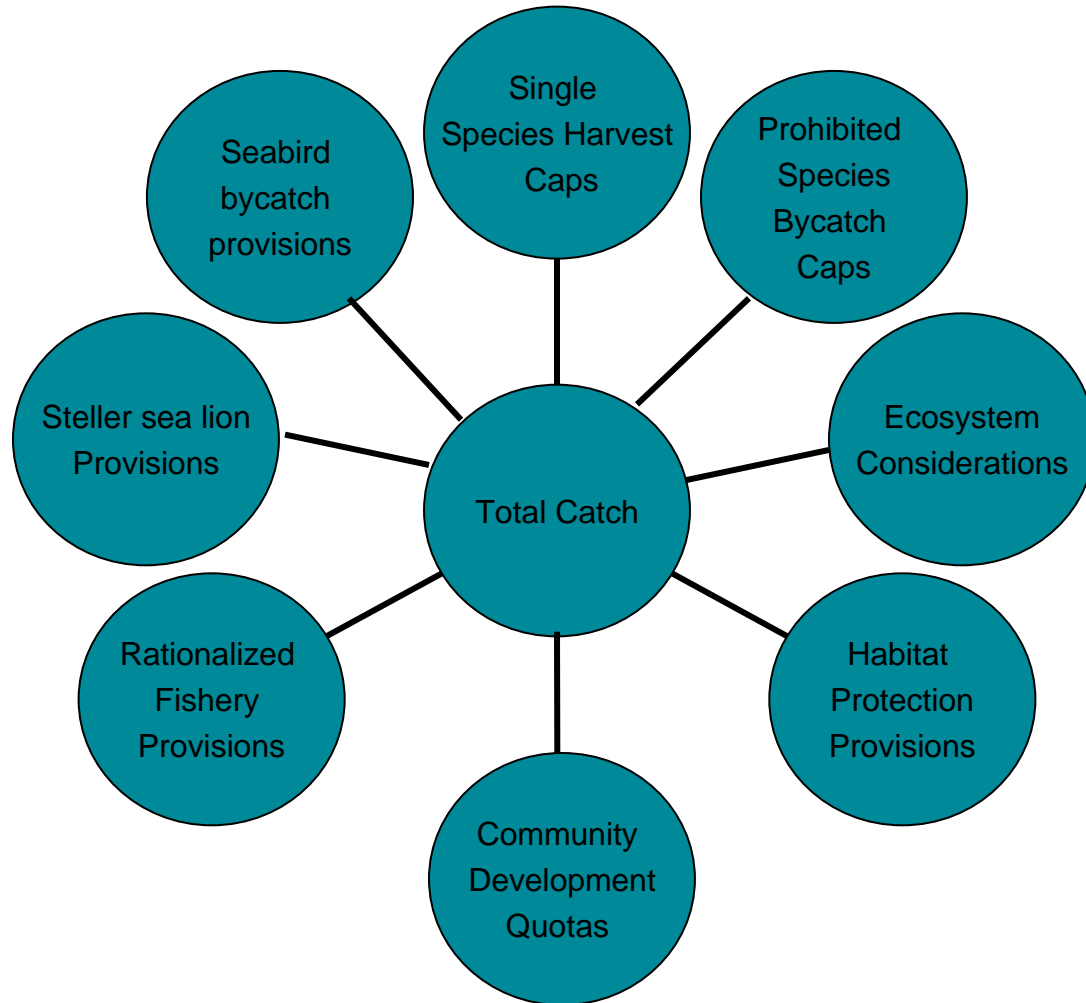 Single
Species Harvest
Caps
Prohibited
Species
Bycatch
Caps
Ecosystem
Considerations
Habitat
Protection
Provisions
Community
Development
Quotas
Rationalized
Fishery
Provisions
Steller sea lion
Provisions
Seabird
bycatch
provisions
Total Catch